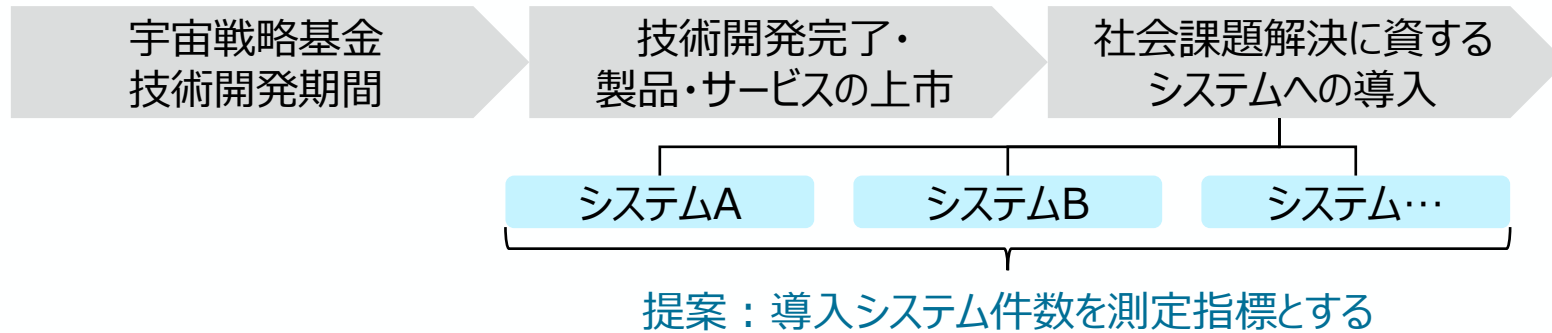 宇宙戦略基金
技術開発期間
技術開発完了・
製品・サービスの上市
社会課題解決に資する
システムへの導入
システムA
システムB
システム…
提案：導入システム件数を測定指標とする